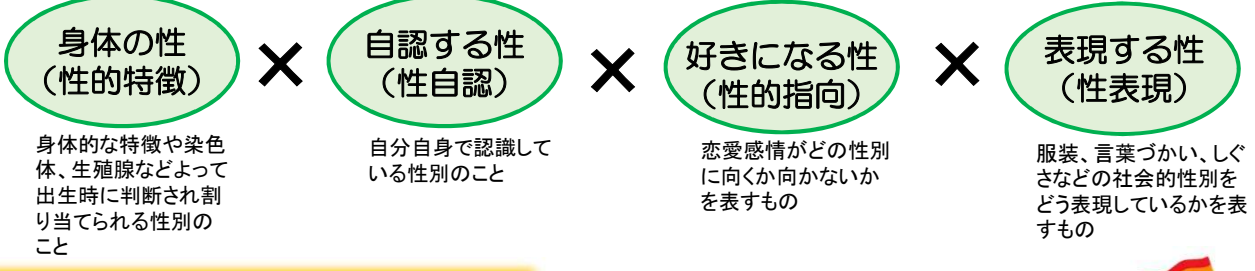 身体の性
（性的特徴）
×
自認する性
（性自認）
×
好きになる性
（性的指向）
×
表現する性
（性表現）
身体的な特徴や染色
体、生殖腺などよって
出生時に判断され割
り当てられる性別の
こと
自分自身で認識して
いる性別のこと
恋愛感情がどの性別
に向くか向かないか
を表すもの
服装、言葉づかい、しぐ
さなどの社会的性別を
どう表現しているかを表
すもの